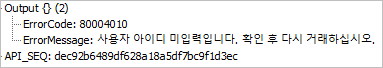 Output {} (2)
ErrorCode: 80004010
ErrorMessage: 사용자 아이디 미입력입니다. 확인 후 다시 거래하십시오.
API_SEQ: dec92b6489df628a18a5df7bc9f1d3ec